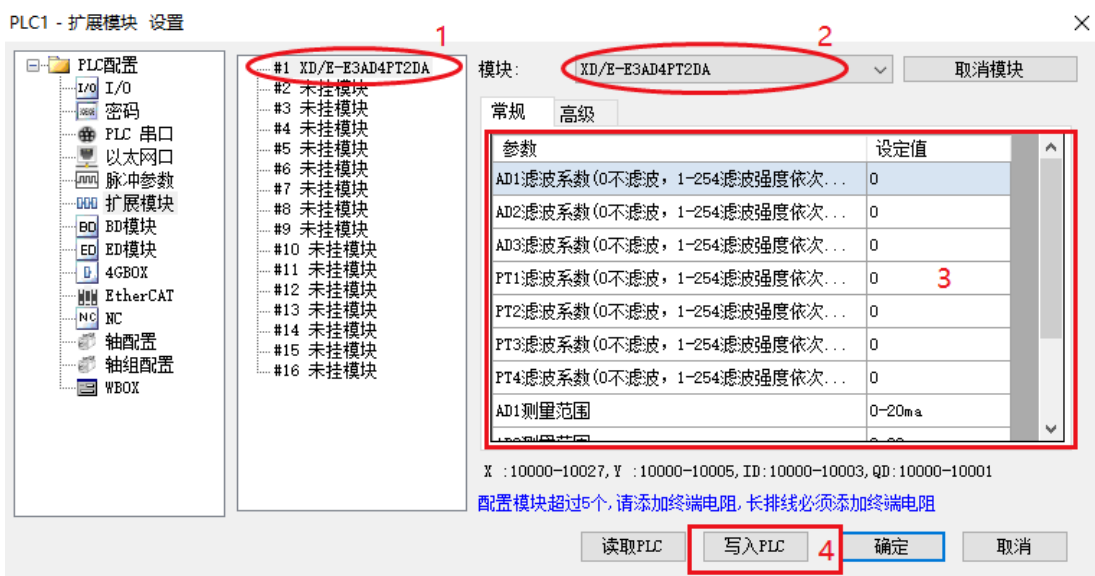 PLC1 - 扩展模块 设置
PLC配置
I/O
密码
PLC 串口
以太网口
脉冲参数
扩展模块
BD模块
ED模块
4GBOX
EtherCAT
NC
轴配置
轴组配置
WBOX
1
#1 XD/E-E3AD4PT2DA
#2 未挂模块
#3 未挂模块
#4 未挂模块
#5 未挂模块
#6 未挂模块
#7 未挂模块
#8 未挂模块
#9 未挂模块
#10 未挂模块
#11 未挂模块
#12 未挂模块
#13 未挂模块
#14 未挂模块
#15 未挂模块
#16 未挂模块
2
模块: XD/E-E3AD4PT2DA 取消模块
常规 高级
参数 设定值
AD1滤波系数(0不滤波，1-254滤波强度依次... 0
AD2滤波系数(0不滤波，1-254滤波强度依次... 0
AD3滤波系数(0不滤波，1-254滤波强度依次... 0
PT1滤波系数(0不滤波，1-254滤波强度依次... 0
3
PT2滤波系数(0不滤波，1-254滤波强度依次... 0
PT3滤波系数(0不滤波，1-254滤波强度依次... 0
PT4滤波系数(0不滤波，1-254滤波强度依次... 0
AD1测量范围 0-20ma
X :10000-10027,Y :10000-10005,ID:10000-10003,QD:10000-10001
配置模块超过5个,请添加终端电阻,长排线必须添加终端电阻
读取PLC 写入PLC 4 确定 取消